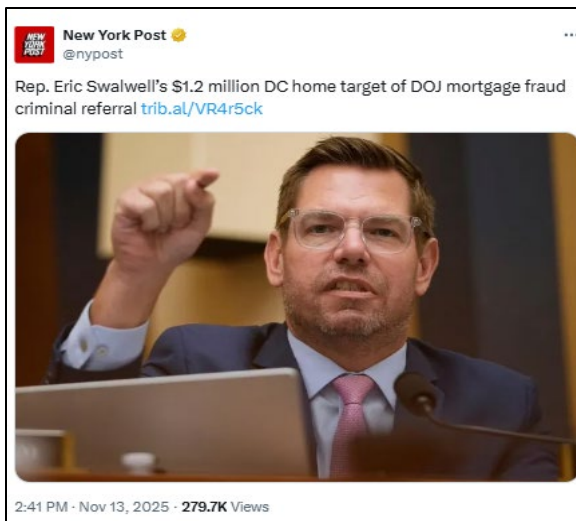 NEW
YORK
POST
New York Post
@nypost
Rep. Eric Swalwell’s $1.2 million DC home target of DOJ mortgage fraud
criminal referral trib.al/VR4r5ck
2:41 PM · Nov 13, 2025 · 279.7K Views